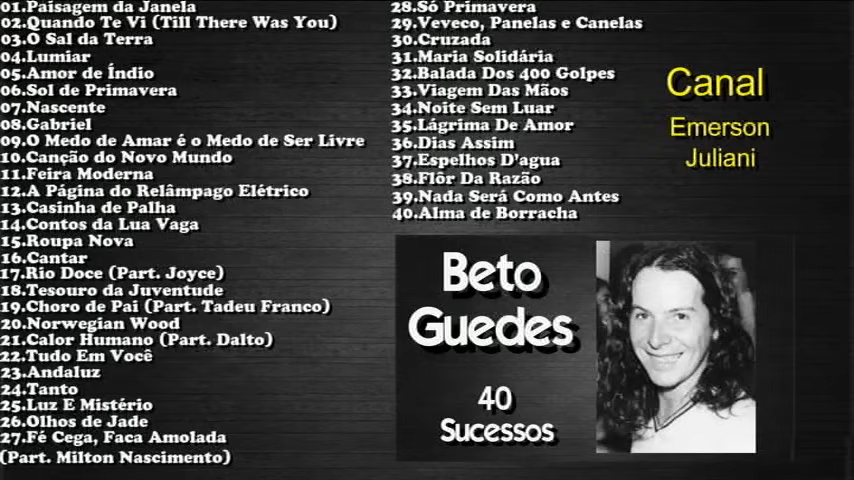 01.Paisagem da Janela
02.Quando Te Vi (Till There Was You)
03.O Sal da Terra
04.Lumiar
05.Amor de Índio
06.Sol de Primavera
07.Nascente
08.Gabriel
09.O Medo de Amar é o Medo de Ser Livre
10.Canção do Novo Mundo
11.Feira Moderna
12.A Página do Relâmpago Elétrico
13.Casinha de Palha
14.Contos da Lua Vaga
15.Roupa Nova
16.Cantar
17.Rio Doce (Part. Joyce)
18.Tesouro da Juventude
19.Choro de Pai (Part. Tadeu Franco)
20.Norwegian Wood
21.Calor Humano (Part. Dalto)
22.Tudo Em Você
23.Andaluz
24.Tanto
25.Luz E Mistério
26.Olhos de Jade
27.Fé Cega, Faca Amolada
(Part. Milton Nascimento)
28.Só Primavera
29.Veveco, Panelas e Canelas
30.Cruzada
31.Maria Solidária
32.Balada Dos 400 Golpes
33.Viagem Das Mãos
34.Noite Sem Luar
35.Lágrima De Amor
36.Dias Assim
37.Espelhos D'agua
38.Flôr Da Razão
39.Nada Será Como Antes
40.Alma de Borracha
Canal
Emerson
Juliani
Beto
Guedes
40
Sucessos